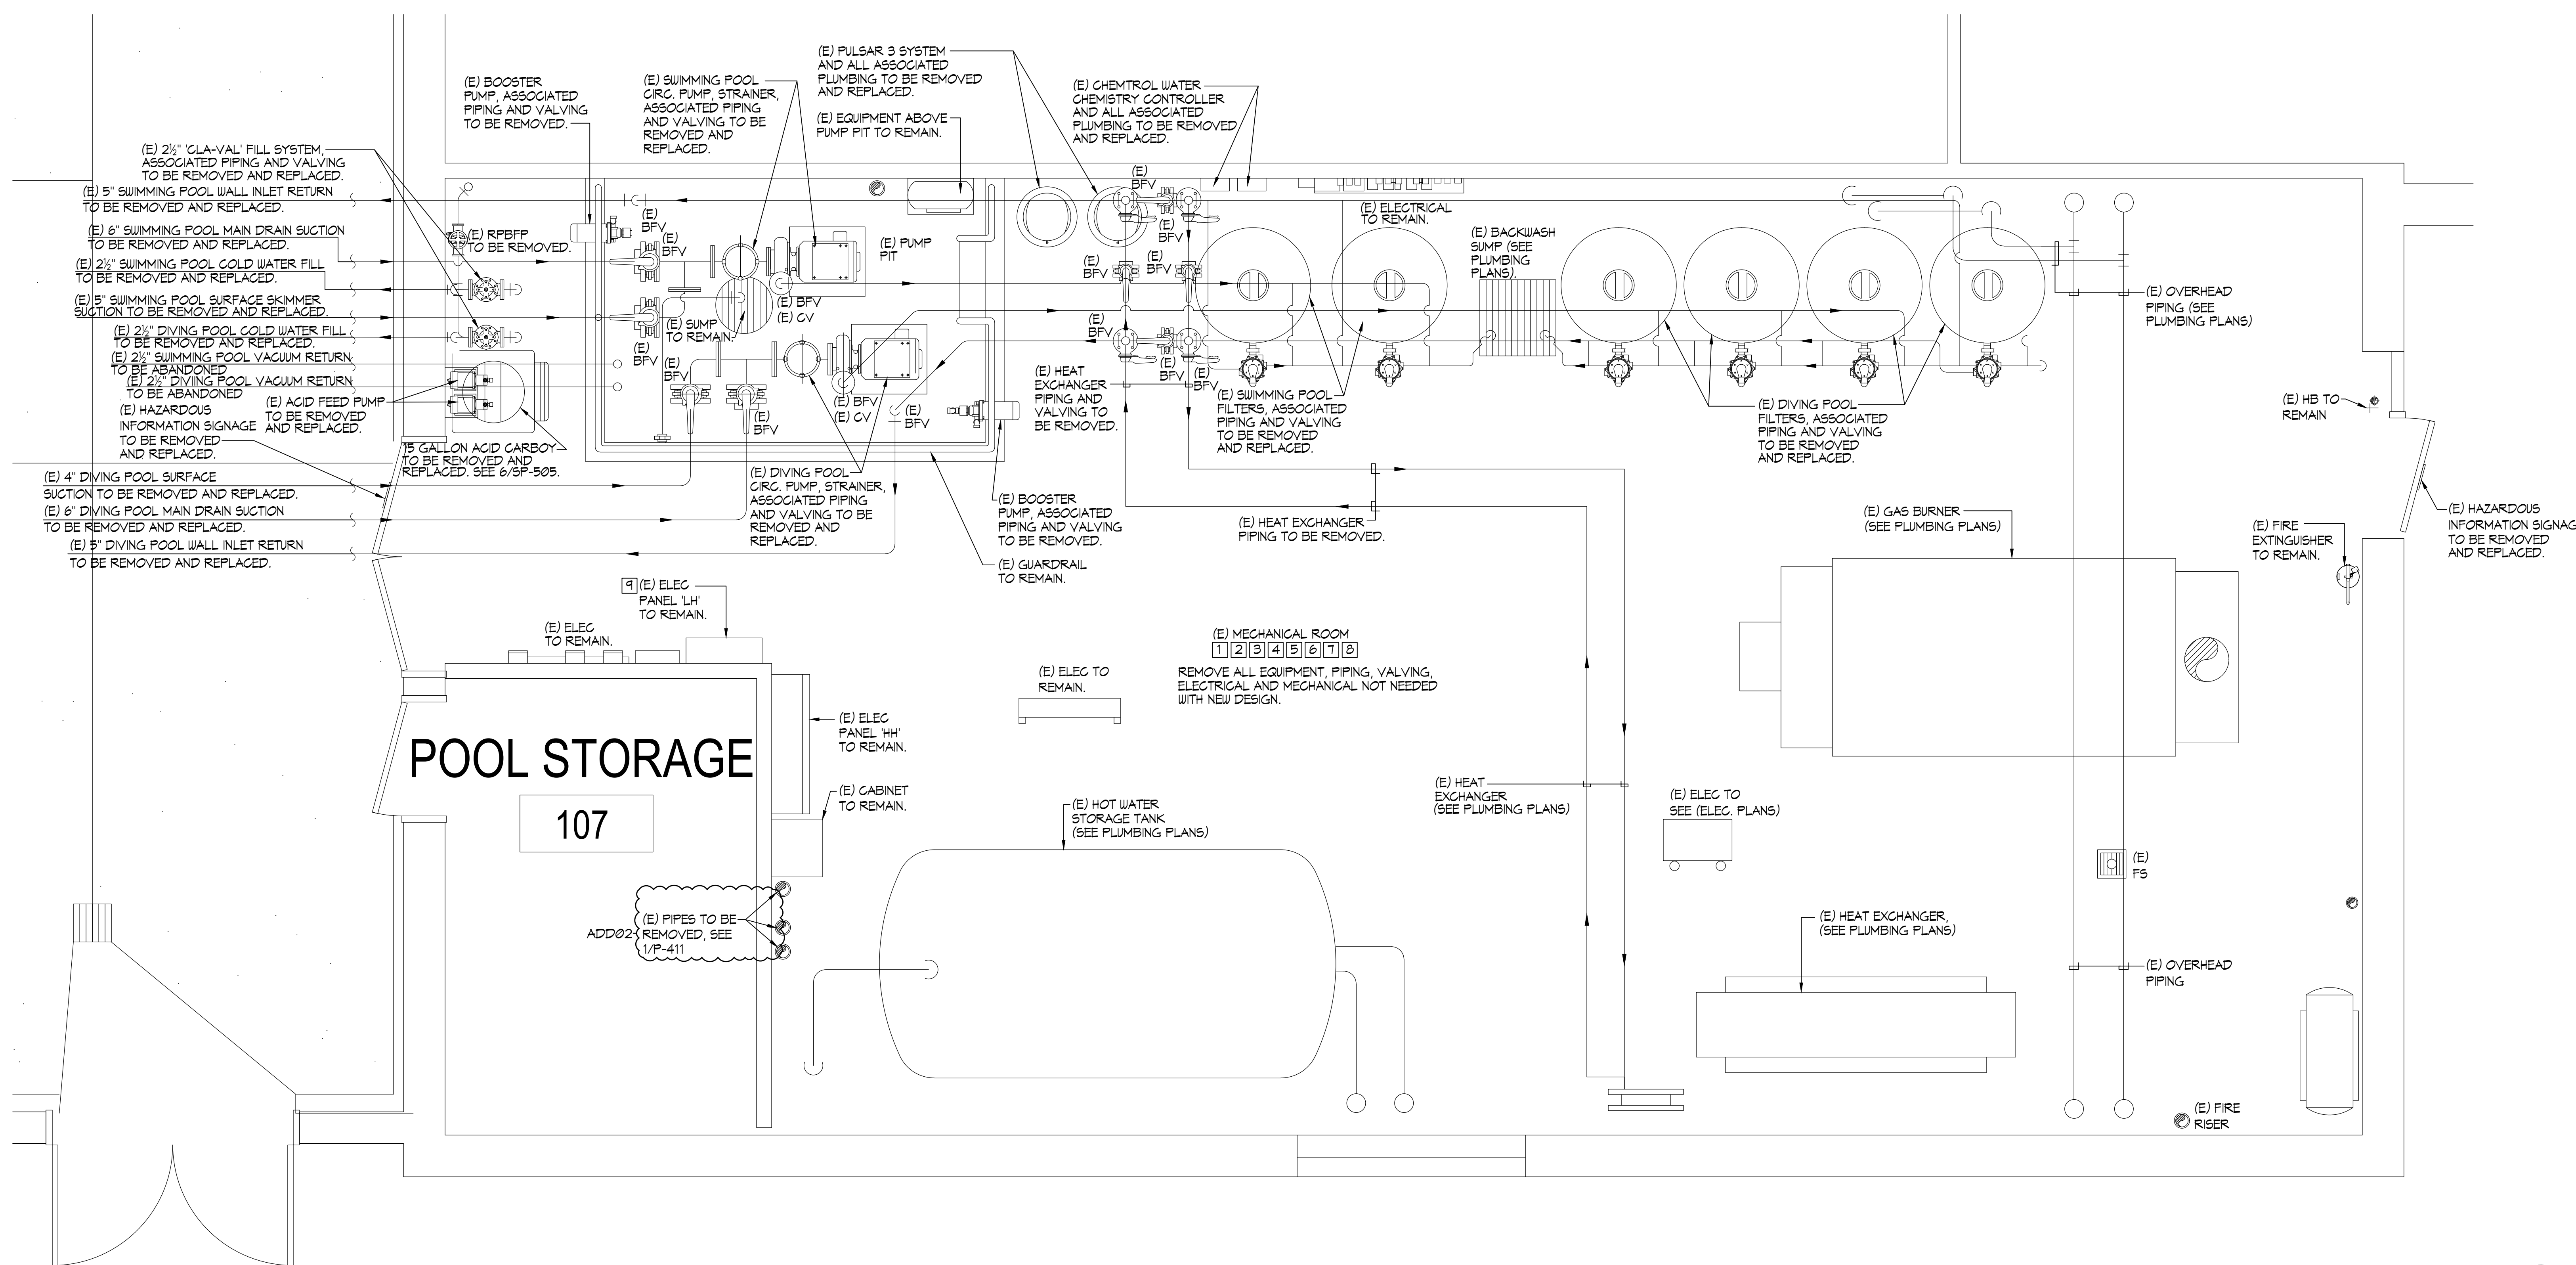 (E) PULSAR 3 SYSTEM
AND ALL ASSOCIATED
PLUMBING TO BE REMOVED
AND REPLACED.
(E) BOOSTER
PUMP, ASSOCIATED
PIPING AND VALVING
TO BE REMOVED.
(E) SWIMMING POOL
CIRC. PUMP, STRAINER,
ASSOCIATED PIPING
AND VALVING TO BE
REMOVED AND
REPLACED.
(E) EQUIPMENT ABOVE
PUMP PIT TO REMAIN.
(E) CHEMTROL WATER
CHEMISTRY CONTROLLER
AND ALL ASSOCIATED
PLUMBING TO BE REMOVED
AND REPLACED.
(E) 2½" 'CLA-VAL' FILL SYSTEM,
ASSOCIATED PIPING AND VALVING
TO BE REMOVED AND REPLACED.
(E) 5" SWIMMING POOL WALL INLET RETURN
TO BE REMOVED AND REPLACED.
(E) 6" SWIMMING POOL MAIN DRAIN SUCTION
TO BE REMOVED AND REPLACED.
(E) 2½" SWIMMING POOL COLD WATER FILL
TO BE REMOVED AND REPLACED.
(E) 5" SWIMMING POOL SURFACE SKIMMER
SUCTION TO BE REMOVED AND REPLACED.
(E) 2½" DIVING POOL COLD WATER FILL
TO BE REMOVED AND REPLACED.
(E) 2½" SWIMMING POOL VACUUM RETURN
TO BE ABANDONED
(E) 2½" DIVIING POOL VACUUM RETURN
TO BE ABANDONED
(E) HAZARDOUS
INFORMATION SIGNAGE
TO BE REMOVED
AND REPLACED.
(E) ACID FEED PUMP
TO BE REMOVED
AND REPLACED.
15 GALLON ACID CARBOY
TO BE REMOVED AND
REPLACED. SEE 6/SP-505.
(E) 4" DIVING POOL SURFACE
SUCTION TO BE REMOVED AND REPLACED.
(E) 6" DIVING POOL MAIN DRAIN SUCTION
TO BE REMOVED AND REPLACED.
(E) 5" DIVING POOL WALL INLET RETURN
TO BE REMOVED AND REPLACED.
(E) RPBFP
TO BE REMOVED.
(E)
BFV
(E)
BFV
(E) PUMP
PIT
(E) BFV
(E) CV
(E) SUMP
TO REMAIN.
(E)
BFV
(E)
BFV
(E)
BFV
(E) BFV
(E) CV
(E)
BFV
(E) DIVING POOL
CIRC. PUMP, STRAINER,
ASSOCIATED PIPING
AND VALVING TO BE
REMOVED AND
REPLACED.
(E) BOOSTER
PUMP, ASSOCIATED
PIPING AND VALVING
TO BE REMOVED.
(E) GUARDRAIL
TO REMAIN.
(E)
BFV
(E)
BFV
(E)
BFV
(E)
BFV
(E)
BFV
(E)
BFV
(E)
BFV
(E) HEAT
EXCHANGER
PIPING AND
VALVING TO
BE REMOVED.
(E) ELECTRICAL
TO REMAIN.
(E) BACKWASH
SUMP (SEE
PLUMBING
PLANS).
(E) SWIMMING POOL
FILTERS, ASSOCIATED
PIPING AND VALVING
TO BE REMOVED
AND REPLACED.
(E) DIVING POOL
FILTERS, ASSOCIATED
PIPING AND VALVING
TO BE REMOVED
AND REPLACED.
(E) OVERHEAD
PIPING (SEE
PLUMBING PLANS)
(E) HB TO
REMAIN
(E) HEAT EXCHANGER
PIPING TO BE REMOVED.
(E) GAS BURNER
(SEE PLUMBING PLANS)
(E) FIRE
EXTINGUISHER
TO REMAIN.
(E) HAZARDOUS
INFORMATION SIGNAG
TO BE REMOVED
AND REPLACED.
9 (E) ELEC
PANEL 'LH'
TO REMAIN.
(E) ELEC
TO REMAIN.
(E) MECHANICAL ROOM
1 2 3 4 5 6 7 8
REMOVE ALL EQUIPMENT, PIPING, VALVING,
ELECTRICAL AND MECHANICAL NOT NEEDED
WITH NEW DESIGN.
(E) ELEC TO
REMAIN.
(E) ELEC
PANEL 'HH'
TO REMAIN.
POOL STORAGE
107
(E) CABINET
TO REMAIN.
(E) HOT WATER
STORAGE TANK
(SEE PLUMBING PLANS)
(E) HEAT
EXCHANGER
(SEE PLUMBING PLANS)
(E) ELEC TO
SEE (ELEC. PLANS)
(E)
FS
ADD02
(E) PIPES TO BE
REMOVED, SEE
1/P-411
(E) HEAT EXCHANGER,
(SEE PLUMBING PLANS)
(E) OVERHEAD
PIPING
(E) FIRE
RISER